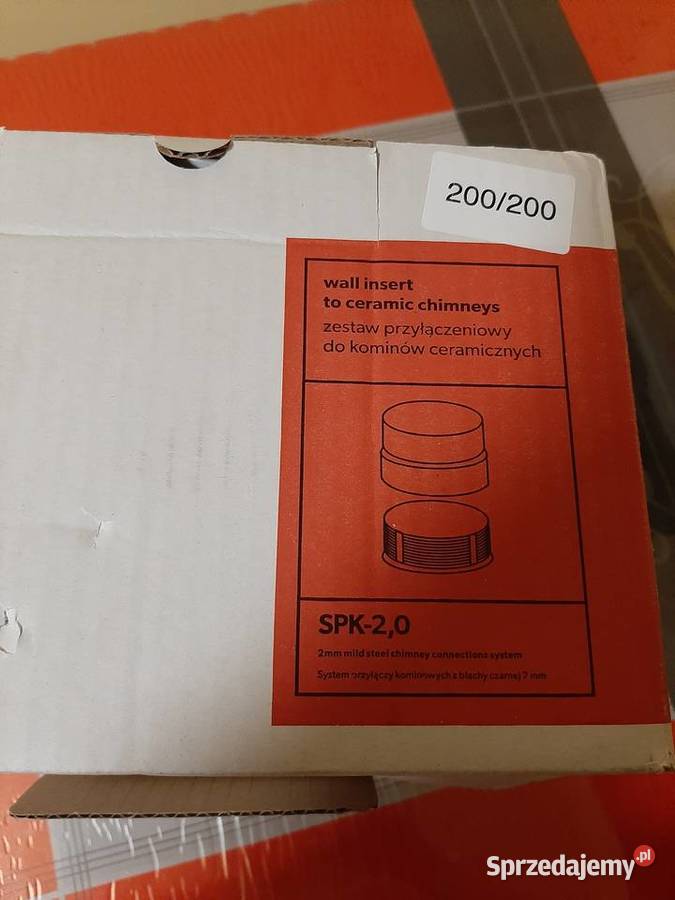 200/200
wall insert
to ceramic chimneys
zestaw przyłączeniowy
do kominów ceramicznych
SPK-2,0
2mm mild steel chimney connections system
System przyłączy kominowych z blachy czarnej 2 mm
Sprzedajemy.pl